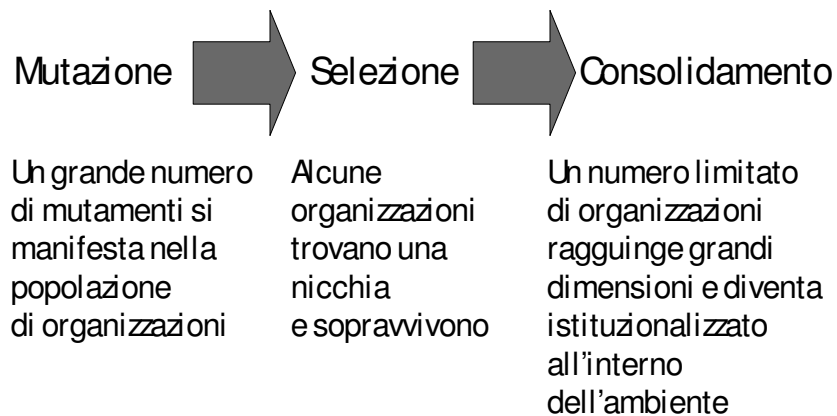 Mutazione
Selezione
Consolidamento
Un grande numero
di mutamenti si
manifesta nella
popolazione
di organizzazioni
Alcune
organizzazioni
trovano una
nicchia
e sopravvivono
Un numero limitato
di organizzazioni
ragguinge grandi
dimensioni e diventa
istituzionalizzato
all'interno
dell'ambiente